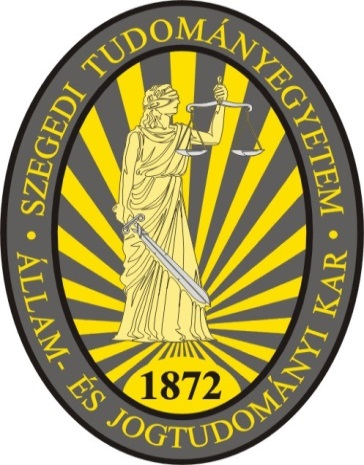 SZEGEDI TUDOMÁNYEGYETEM
ÁLLAM- ÉS JOGTUDOMÁNYI KAR
1872